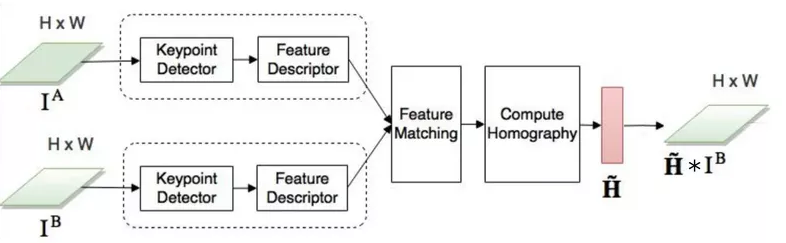 H x W
Keypoint
Detector
Feature
Descriptor
I^A
H x W
Keypoint
Detector
Feature
Descriptor
I^B
Feature
Matching
Compute
Homography
H̃
H x W
H̃ * I^B